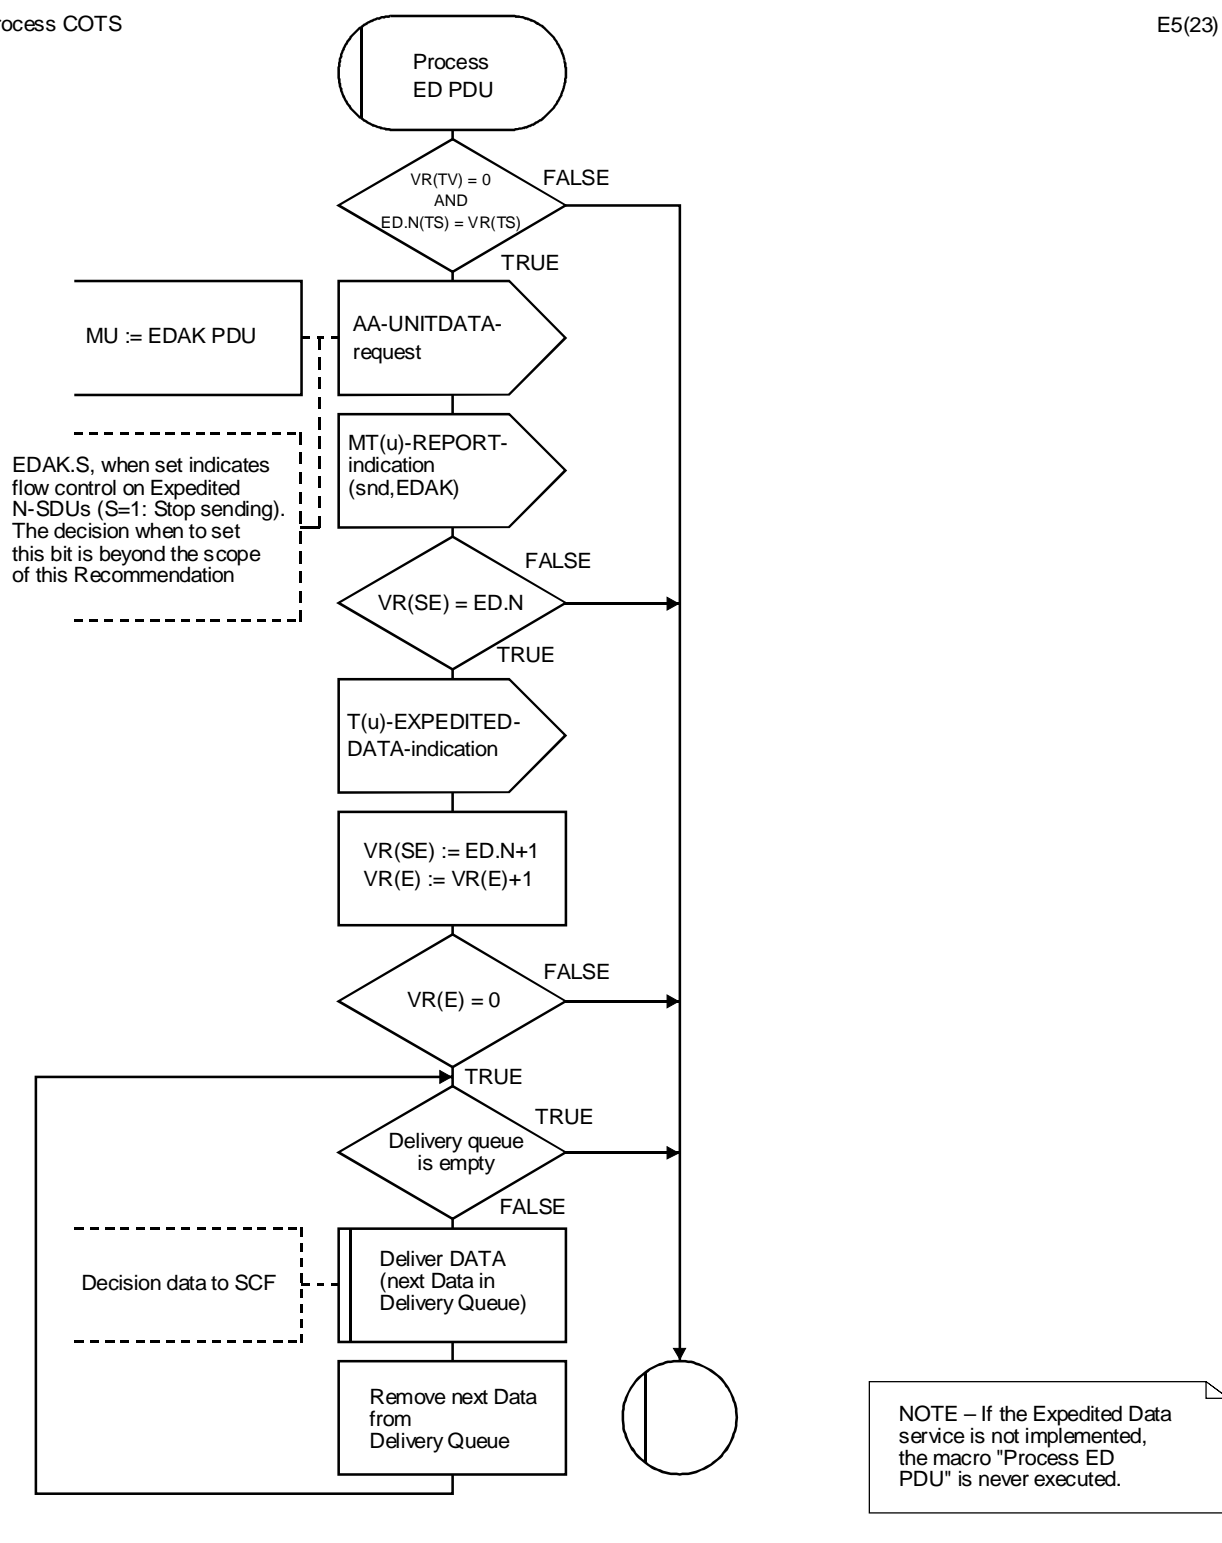 rocess COTS
E5(23)
Process
ED PDU
VR(TV) = 0
AND
ED.N(TS) = VR(TS)
FALSE
TRUE
MU := EDAK PDU
AA-UNITDATA-
request
MT(u)-REPORT-
indication
(snd,EDAK)
EDAK.S, when set indicates
flow control on Expedited
N-SDUs (S=1: Stop sending).
The decision when to set
this bit is beyond the scope
of this Recommendation
FALSE
VR(SE) = ED.N
TRUE
T(u)-EXPEDITED-
DATA-indication
VR(SE) := ED.N+1
VR(E) := VR(E)+1
FALSE
VR(E) = 0
TRUE
TRUE
Delivery queue
is empty
FALSE
Decision data to SCF
Deliver DATA
(next Data in
Delivery Queue)
Remove next Data
from
Delivery Queue
NOTE – If the Expedited Data
service is not implemented,
the macro "Process ED
PDU" is never executed.